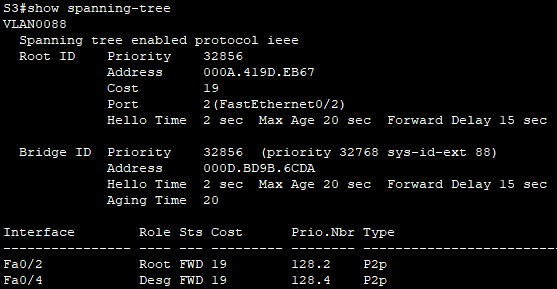 S3#show spanning-tree
VLAN0088
  Spanning tree enabled protocol ieee
  Root ID    Priority    32856
             Address     000A.419D.EB67
             Cost        19
             Port        2(FastEthernet0/2)
             Hello Time  2 sec  Max Age 20 sec  Forward Delay 15 sec

  Bridge ID  Priority    32856  (priority 32768 sys-id-ext 88)
             Address     000D.BD9B.6CDA
             Hello Time  2 sec  Max Age 20 sec  Forward Delay 15 sec
             Aging Time  20

Interface        Role Sts Cost      Prio.Nbr Type
---------------- ---- --- --------- -------- --------------------------
Fa0/2            Root FWD 19        128.2    P2p
Fa0/4            Desg FWD 19        128.4    P2p